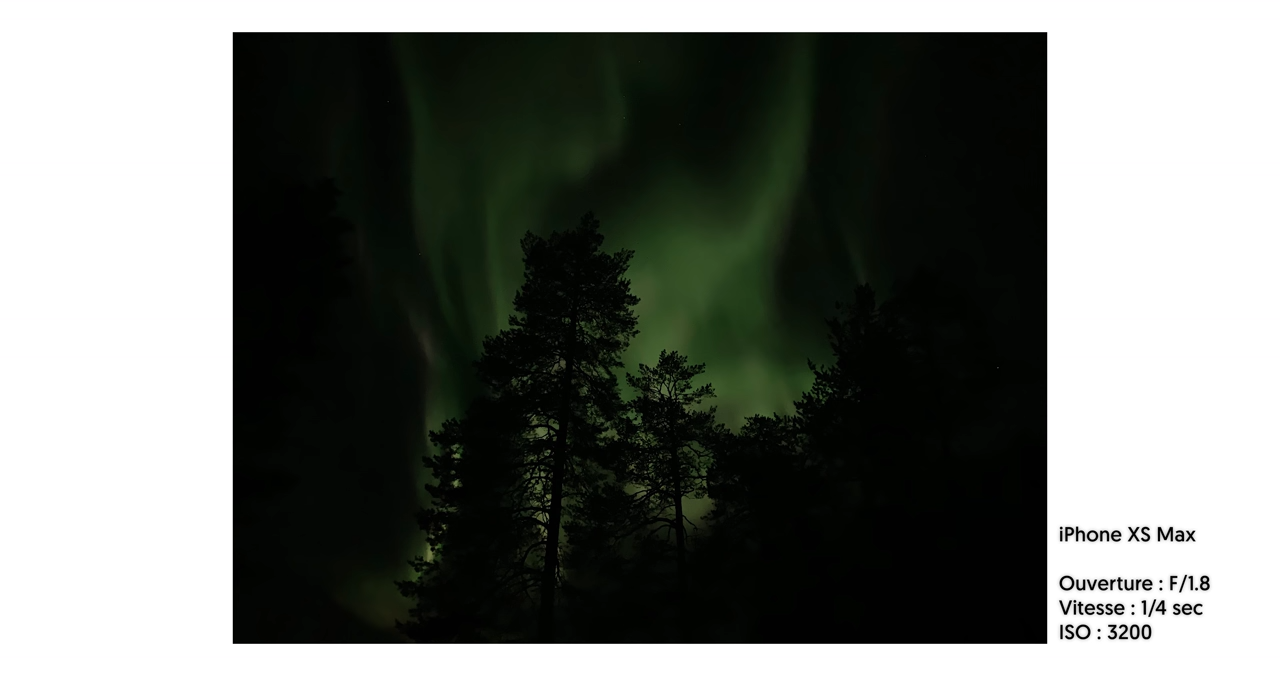 iPhone XS Max
Ouverture : F/1.8
Vitesse : 1/4 sec
ISO : 3200